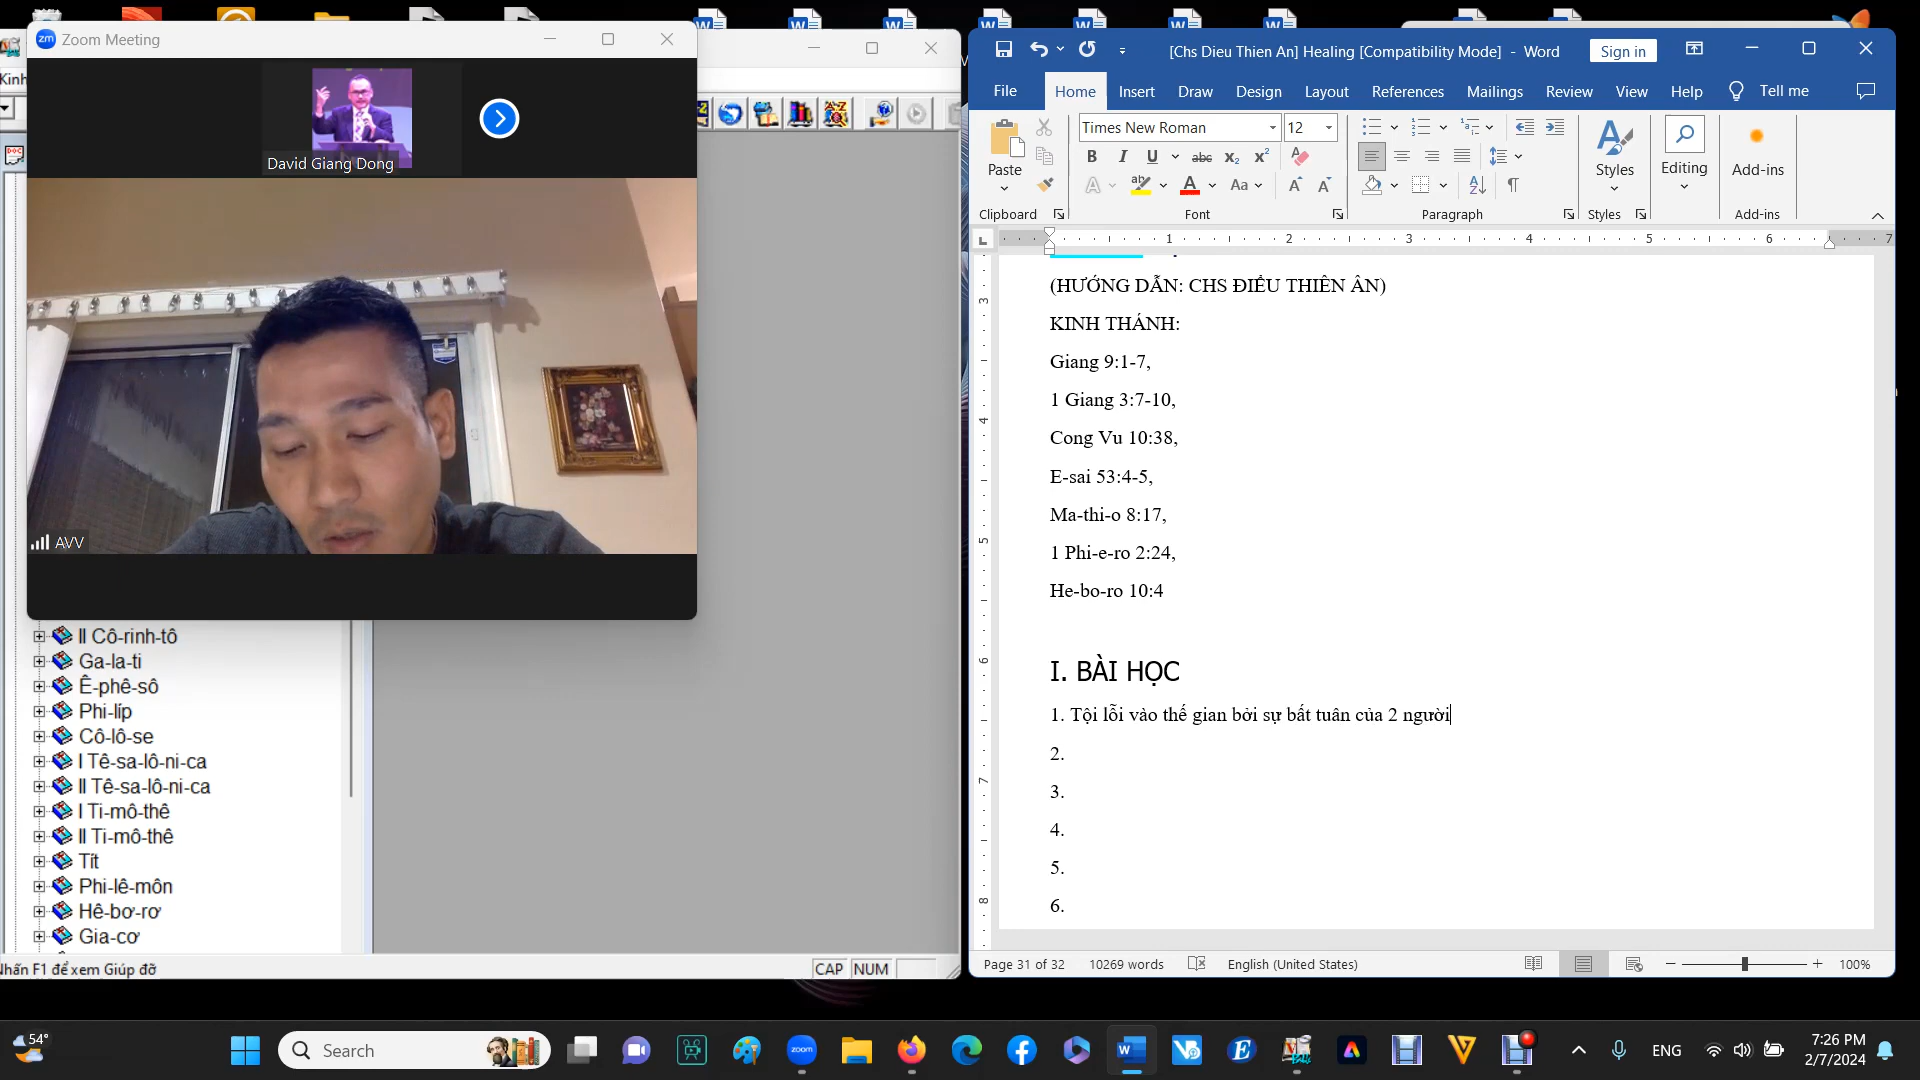 Zoom Meeting
David Giang Dong
AVV
II Cô-rinh-tô
Ga-la-ti
Ê-phê-sô
Phi-líp
Cô-lô-se
I Tê-sa-lô-ni-ca
II Tê-sa-lô-ni-ca
I Ti-mô-thê
II Ti-mô-thê
Tít
Phi-lê-môn
Hê-bơ-rơ
Gia-cơ
Nhấn F1 để xem Giúp đỡ
CAP NUM
[Chs Dieu Thien An] Healing [Compatibility Mode] - Word
Sign in
File Home Insert Draw Design Layout References Mailings Review View Help Tell me
Times New Roman 12
Paste
Styles
Editing
Add-ins
Clipboard Font Paragraph Styles Add-ins
1 2 3 4 5 6 7
(HƯỚNG DẪN: CHS ĐIỀU THIÊN ÂN)
KINH THÁNH:
Giang 9:1-7,
1 Giang 3:7-10,
Cong Vu 10:38,
E-sai 53:4-5,
Ma-thi-o 8:17,
1 Phi-e-ro 2:24,
He-bo-ro 10:4
I. BÀI HỌC
1. Tội lỗi vào thế gian bởi sự bất tuân của 2 người
2.
3.
4.
5.
6.
Page 31 of 32 10269 words English (United States) 100%
54°
Search
ENG
7:26 PM
2/7/2024